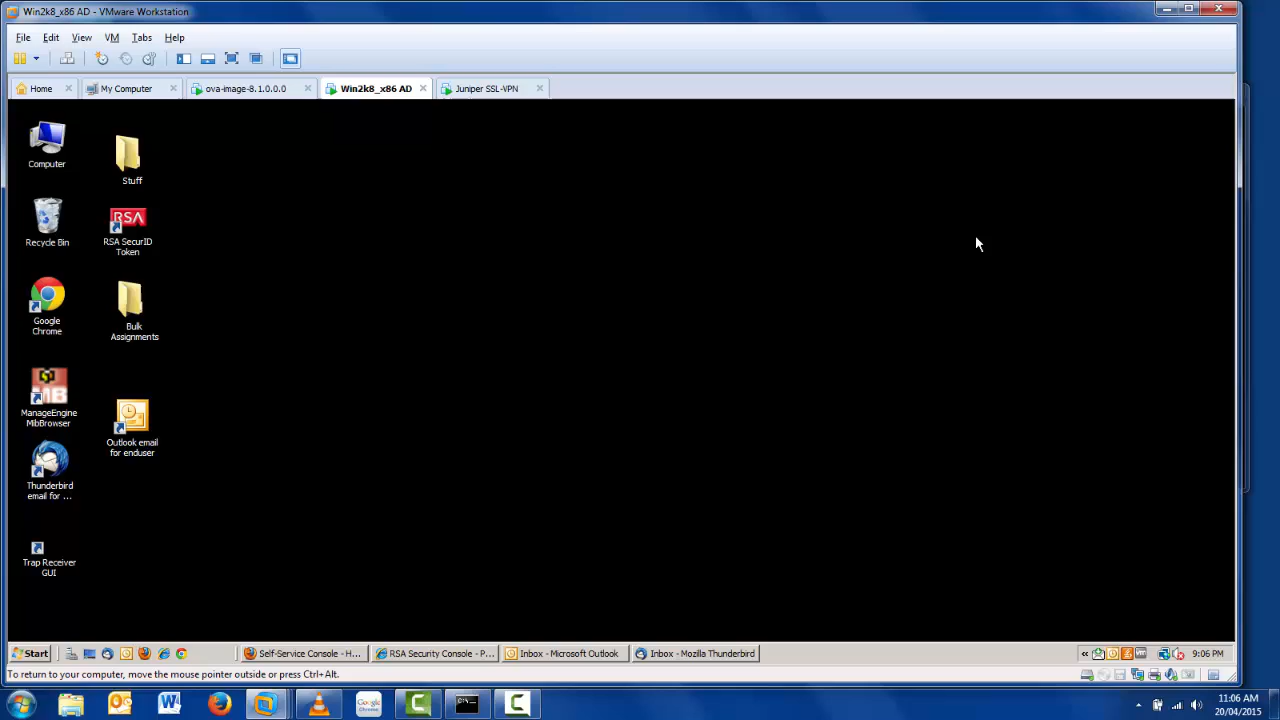 Win2k8_x86 AD - VMware Workstation
File Edit View VM Tabs Help
Home My Computer ova-image-8.1.0.0.0 Win2k8_x86 AD Juniper SSL-VPN
Computer
Stuff
Recycle Bin
RSA
RSA SecurID
Token
Google
Chrome
Bulk
Assignments
MB
ManageEngine
MibBrowser
Outlook email
for enduser
Thunderbird
email for ...
Trap Receiver
GUI
Start Self-Service Console - H... RSA Security Console - P... Inbox - Microsoft Outlook Inbox - Mozilla Thunderbird « 9:06 PM
To return to your computer, move the mouse pointer outside or press Ctrl+Alt.
Google
Chrome
11:06 AM
20/04/2015